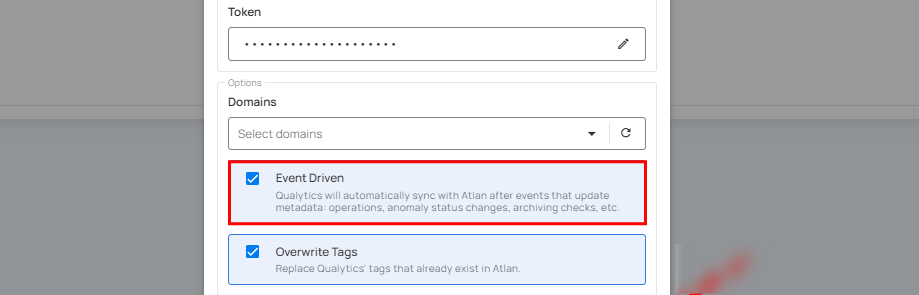 Token
••••••••••••••••••••
Options
Domains
Select domains
Event Driven
Qualytics will automatically sync with Atlan after events that update
metadata: operations, anomaly status changes, archiving checks, etc.
Overwrite Tags
Replace Qualytics' tags that already exist in Atlan.